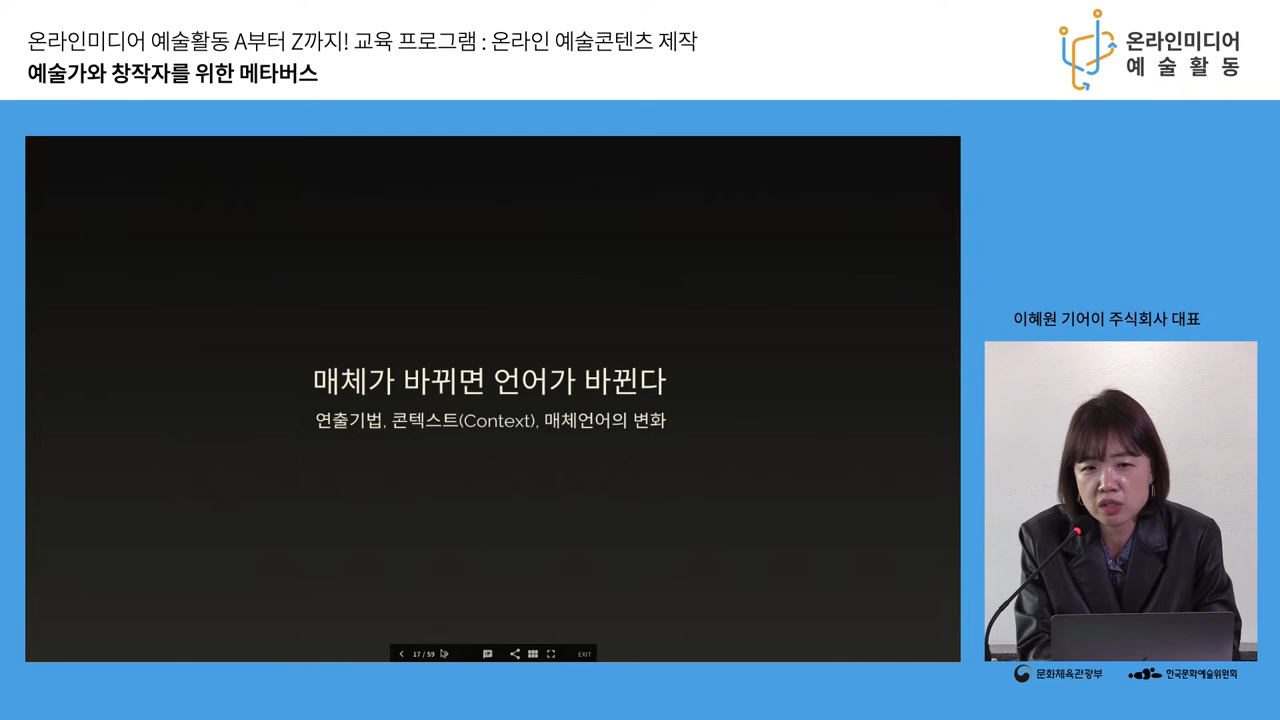 온라인미디어 예술활동 A부터 Z까지! 교육 프로그램 : 온라인 예술콘텐츠 제작
예술가와 창작자를 위한 메타버스
온라인미디어
예술활동
매체가 바뀌면 언어가 바뀐다
연출기법, 콘텍스트(Context), 매체언어의 변화
17 / 59
EXIT
이혜원 기어이 주식회사 대표
문화체육관광부
한국문화예술위원회